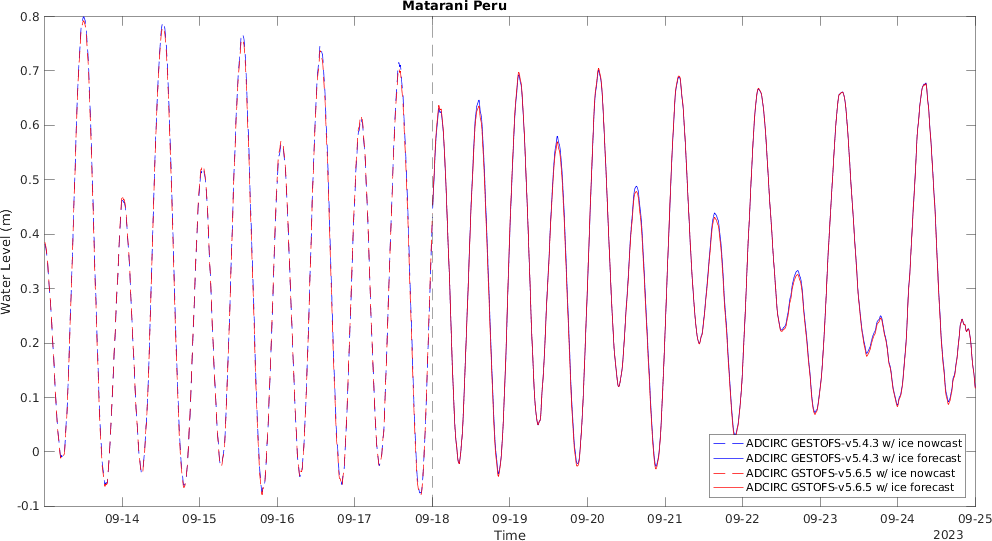 Matarani Peru
0.8
0.7
0.6
0.5
0.4
0.3
0.2
0.1
0
-0.1
Water Level (m)
ADCIRC GESTOFS-v5.4.3 w/ ice nowcast
ADCIRC GESTOFS-v5.4.3 w/ ice forecast
ADCIRC GSTOFS-v5.6.5 w/ ice nowcast
ADCIRC GSTOFS-v5.6.5 w/ ice forecast
09-14 09-15 09-16 09-17 09-18 09-19 09-20 09-21 09-22 09-23 09-24 09-25
Time
2023